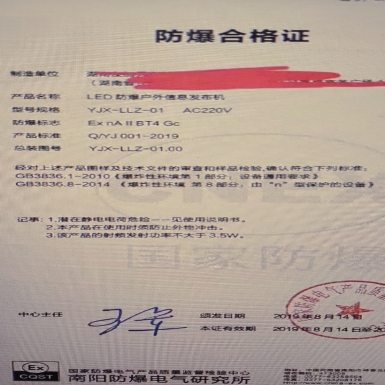 防爆合格证
制造单位
产品名称 LED 防爆户外信息发布机
型号规格 YJX-LLZ-01 AC220V
防爆标志 Ex nA II BT4 Gc
产品标准 Q/YJ 001-2019
总装图号 YJX-LLZ-01.00
经对上述产品图样及技术文件的审查和样品检验,确认符合下列标准:
GB3836.1-2010《爆炸性环境 第1部分:设备通用要求》
GB3836.8-2014《爆炸性环境 第8部分:由"n"型保护的设备》
记事: 1.潜在静电电荷危险——见使用说明书。
2.本产品在使用时须防止外物冲击。
3.该产品的射频发射功率不大于3.5W。
国家防爆
中心主任
颁发日期 2019年8月14日
本证有效期 2019年8月14日至
Ex
CQST
国家防爆电气产品质量监督检验中心
南阳防爆电气研究所